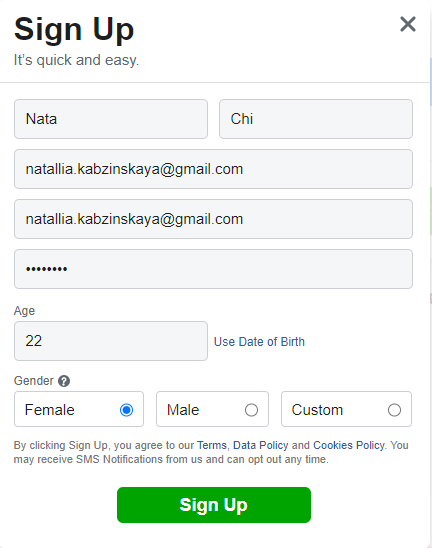 Sign Up
It's quick and easy.
Nata Chi
natallia.kabzinskaya@gmail.com
natallia.kabzinskaya@gmail.com
••••••••
Age
22 Use Date of Birth
Gender ?
Female Male Custom
By clicking Sign Up, you agree to our Terms, Data Policy and Cookies Policy. You
may receive SMS Notifications from us and can opt out any time.
Sign Up